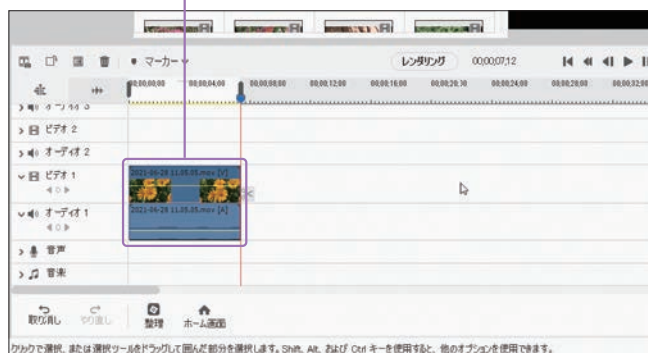 マーカー
レンダリング 00;00;07;12
00;00;00;00 00;00;04;00 00;00;08;00 00;00;12;00 00;00;16;00 00;00;20;00 00;00;24;00 00;00;28;00 00;00;32;00
オーディオ 3
ビデオ 2
オーディオ 2
ビデオ 1
2021-06-28 11.05.05.mov [V]
オーディオ 1
2021-06-28 11.05.05.mov [A]
音声
音楽
取り消し やり直し 整理 ホーム画面
クリックで選択、または選択ツールをドラッグして囲んだ部分を選択します。Shift、Alt、および Ctrl キーを使用すると、他のオプションを使用できます。